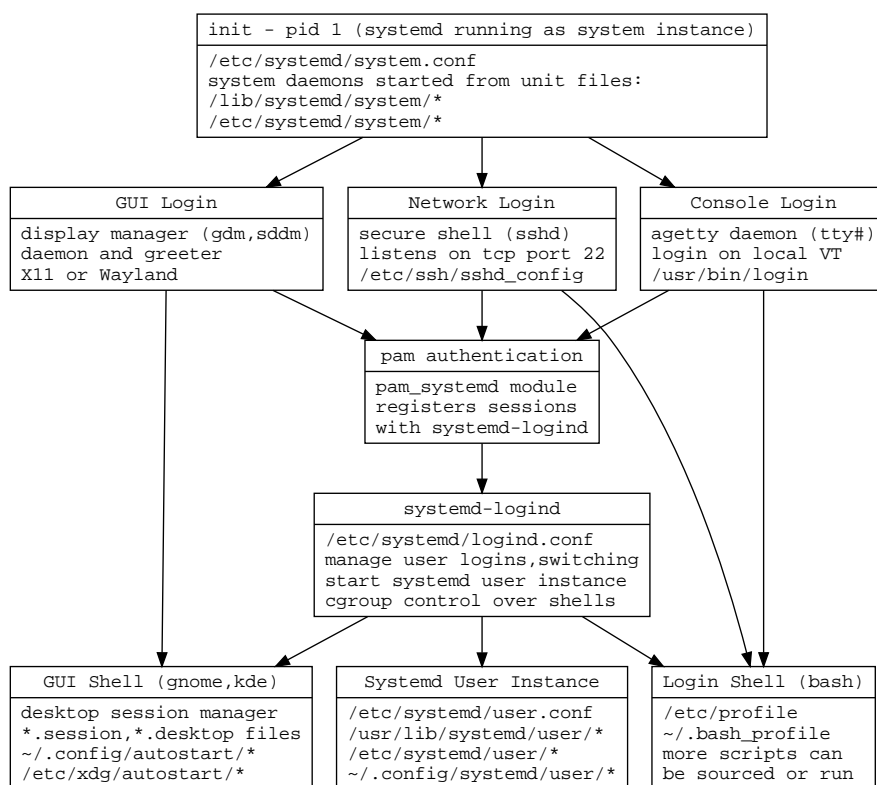 init - pid 1 (systemd running as system instance)
/etc/systemd/system.conf
system daemons started from unit files:
/lib/systemd/system/*
/etc/systemd/system/*
GUI Login
display manager (gdm,sddm)
daemon and greeter
X11 or Wayland
Network Login
secure shell (sshd)
listens on tcp port 22
/etc/ssh/sshd_config
Console Login
agetty daemon (tty#)
login on local VT
/usr/bin/login
pam authentication
pam_systemd module
registers sessions
with systemd-logind
systemd-logind
/etc/systemd/logind.conf
manage user logins,switching
start systemd user instance
cgroup control over shells
GUI Shell (gnome,kde)
desktop session manager
*.session,*.desktop files
~/.config/autostart/*
/etc/xdg/autostart/*
Systemd User Instance
/etc/systemd/user.conf
/usr/lib/systemd/user/*
/etc/systemd/user/*
~/.config/systemd/user/*
Login Shell (bash)
/etc/profile
~/.bash_profile
more scripts can
be sourced or run